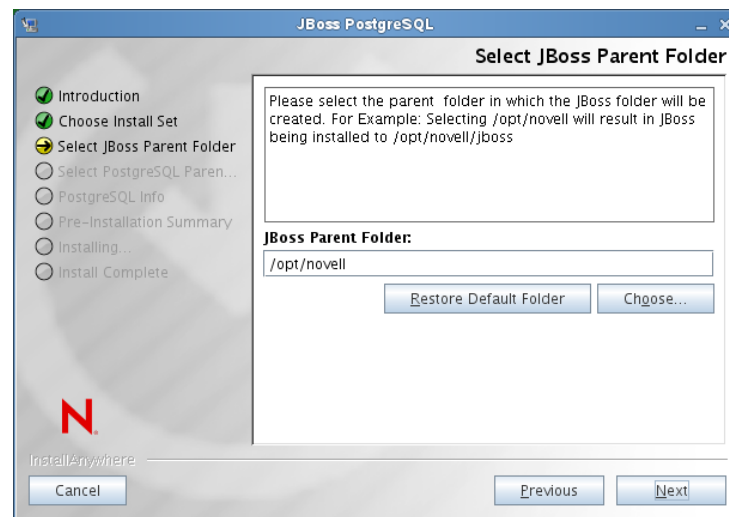 JBoss PostgreSQL
Select JBoss Parent Folder
Introduction
Choose Install Set
Select JBoss Parent Folder
Select PostgreSQL Paren...
PostgreSQL Info
Pre-Installation Summary
Installing...
Install Complete
Please select the parent folder in which the JBoss folder will be
created. For Example: Selecting /opt/novell will result in JBoss
being installed to /opt/novell/jboss
JBoss Parent Folder:
/opt/novell
Restore Default Folder
Choose...
N
InstallAnywhere
Cancel
Previous
Next